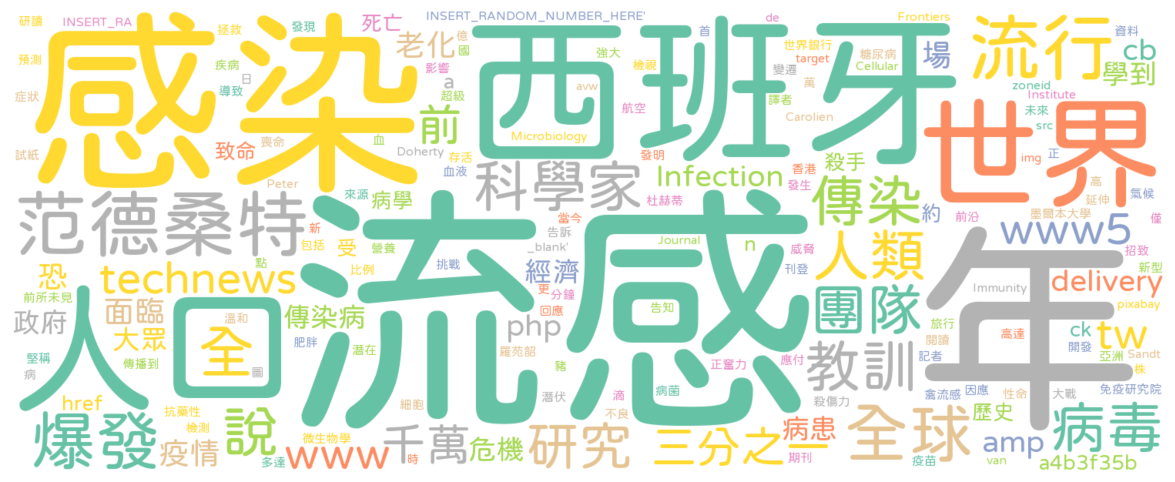 感染
西班牙
流感
年
世界
人口
全
流行
范德桑特
科學家
爆發
全球
病毒
研究
教訓
團隊
人類
傳染
三分之一
千萬
technews
www
www5
tw
delivery
Infection
php
amp
a4b3f35b
說
前
疫情
危機
病患
歷史
經濟
傳染病
大眾
面臨
政府
恐
老化
致命
死亡
場
cb
學到
ck
n
a
href
約
受
病學
殺手
INSERT_RANDOM_NUMBER_HERE'
INSERT_RA
研讀
預測
症狀
試紙
拯救
疾病
日
導致
喪命
發現
億
國
影響
超級
Doherty
血
血液
存活
Microbiology
avw
強大
首
檢視
航空
發明
de
世界銀行
target
變遷
萬
譯者
Carolien
香港
發生
杜赫蒂
糖尿病
Cellular
Frontiers
資料
zoneid
Institute
未來
src
img
正
高
延伸
氣候
墨爾本大學
前沿
僅
招致
新型
pixabay
Immunity
旅行
閱讀
高達
記者
開發
亞洲
Sandt
株
禽流感
因應
性命
大戰
免疫研究院
殺傷力
期刊
疫苗
van
Journal
威脅
刊登
告知
正奮力
應付
當今
告訴
_blank'
挑戰
更
分鐘
回應
羅苑韶
豬
潛伏
滴
病菌
不良
細胞
Peter
來源
新
包括
營養
點
比例
潛在
肥胖
溫和
圖
前所未見
堅稱
傳播到
病
抗藥性
檢測
微生物學
多達
時